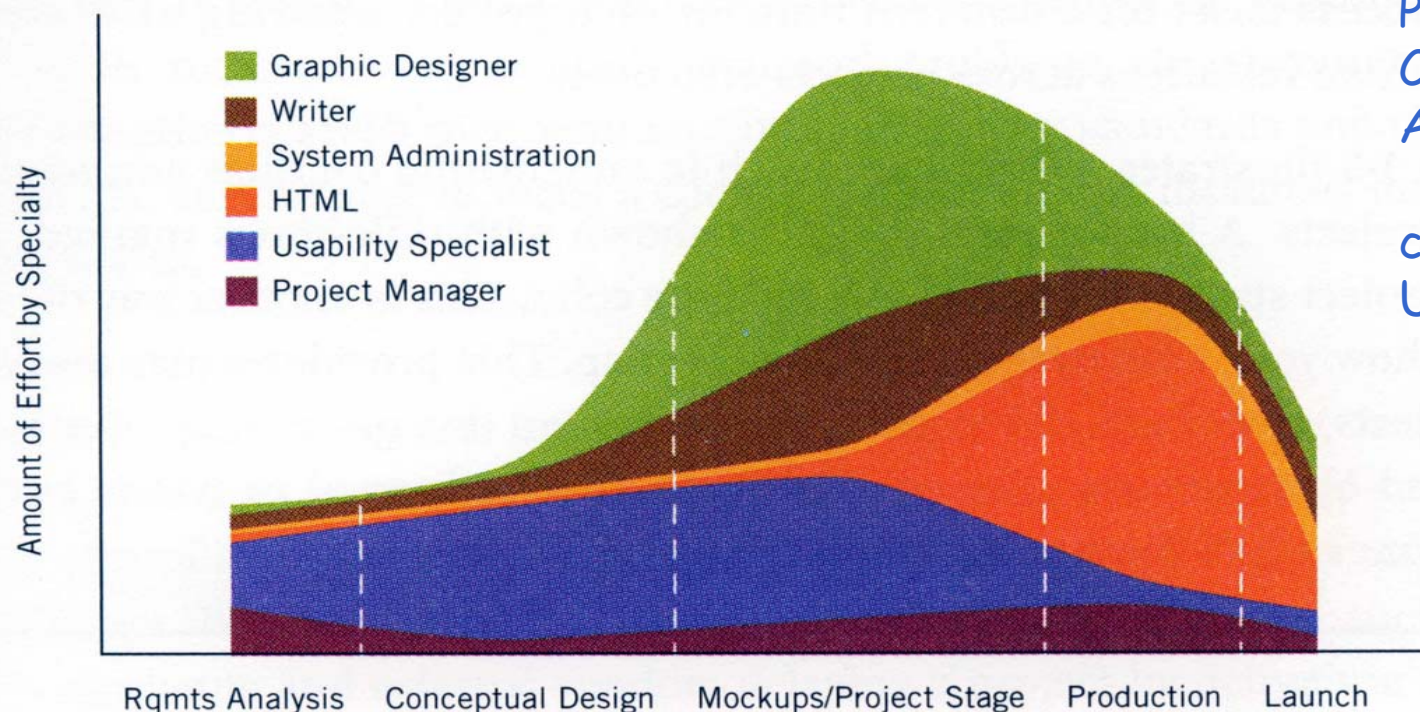 Graphic Designer
Writer
System Administration
HTML
Usability Specialist
Project Manager
Amount of Effort by Specialty
Rqmts Analysis Conceptual Design Mockups/Project Stage Production Launch